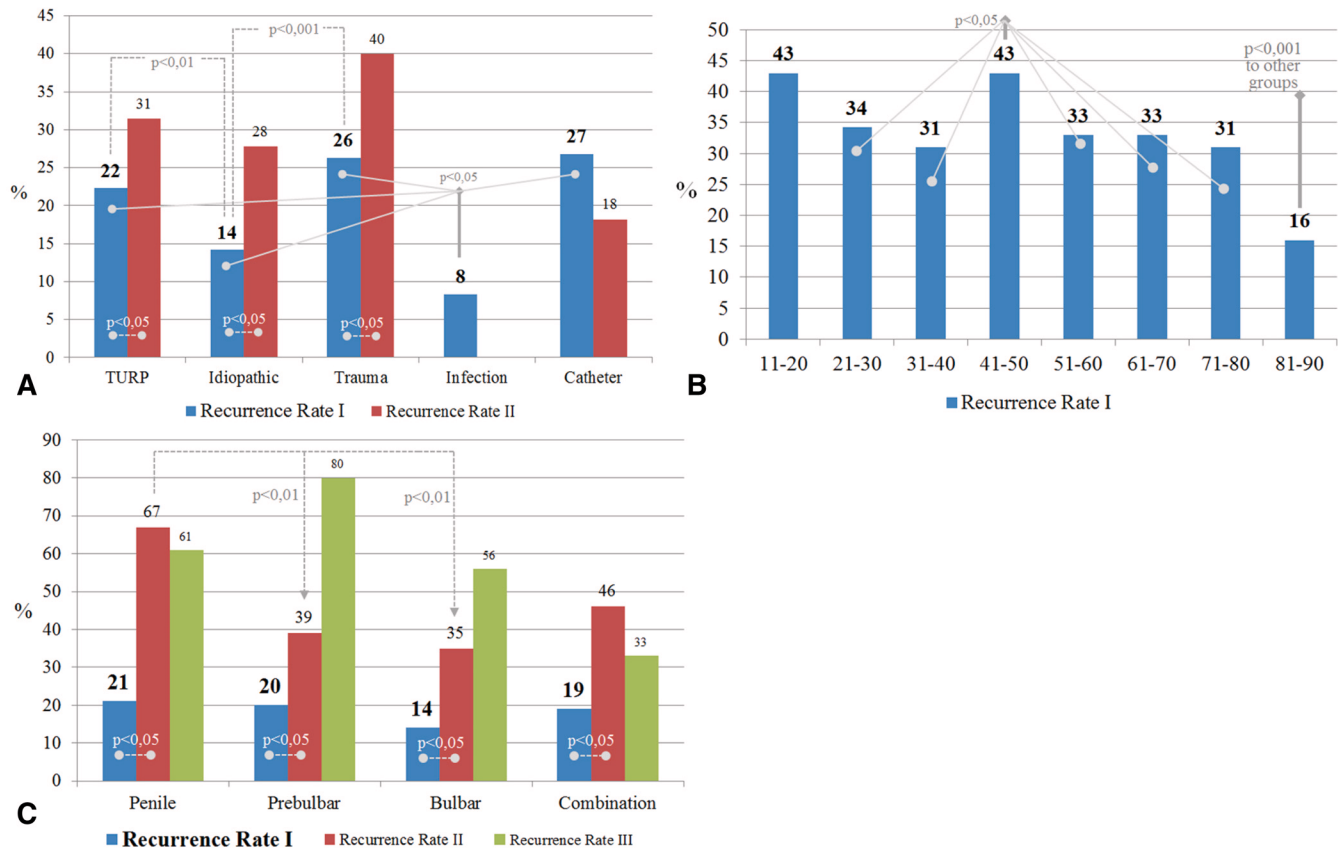 45
40
35
30
25
20
15
10
5
0
%
p<0,01
p<0,001
p<0,05
22
31
14
28
26
40
8
27
18
p<0,05
p<0,05
p<0,05
TURP
Idiopathic
Trauma
Infection
Catheter
Recurrence Rate I
Recurrence Rate II
A
50
45
40
35
30
25
20
15
10
5
0
%
p<0,05
p<0,001
to other
groups
43
34
31
43
33
33
31
16
11-20
21-30
31-40
41-50
51-60
61-70
71-80
81-90
Recurrence Rate I
B
90
80
70
60
50
40
30
20
10
0
%
p<0,01
p<0,01
21
67
61
20
39
80
14
35
56
19
46
33
p<0,05
p<0,05
p<0,05
p<0,05
Penile
Prebulbar
Bulbar
Combination
Recurrence Rate I
Recurrence Rate II
Recurrence Rate III
C